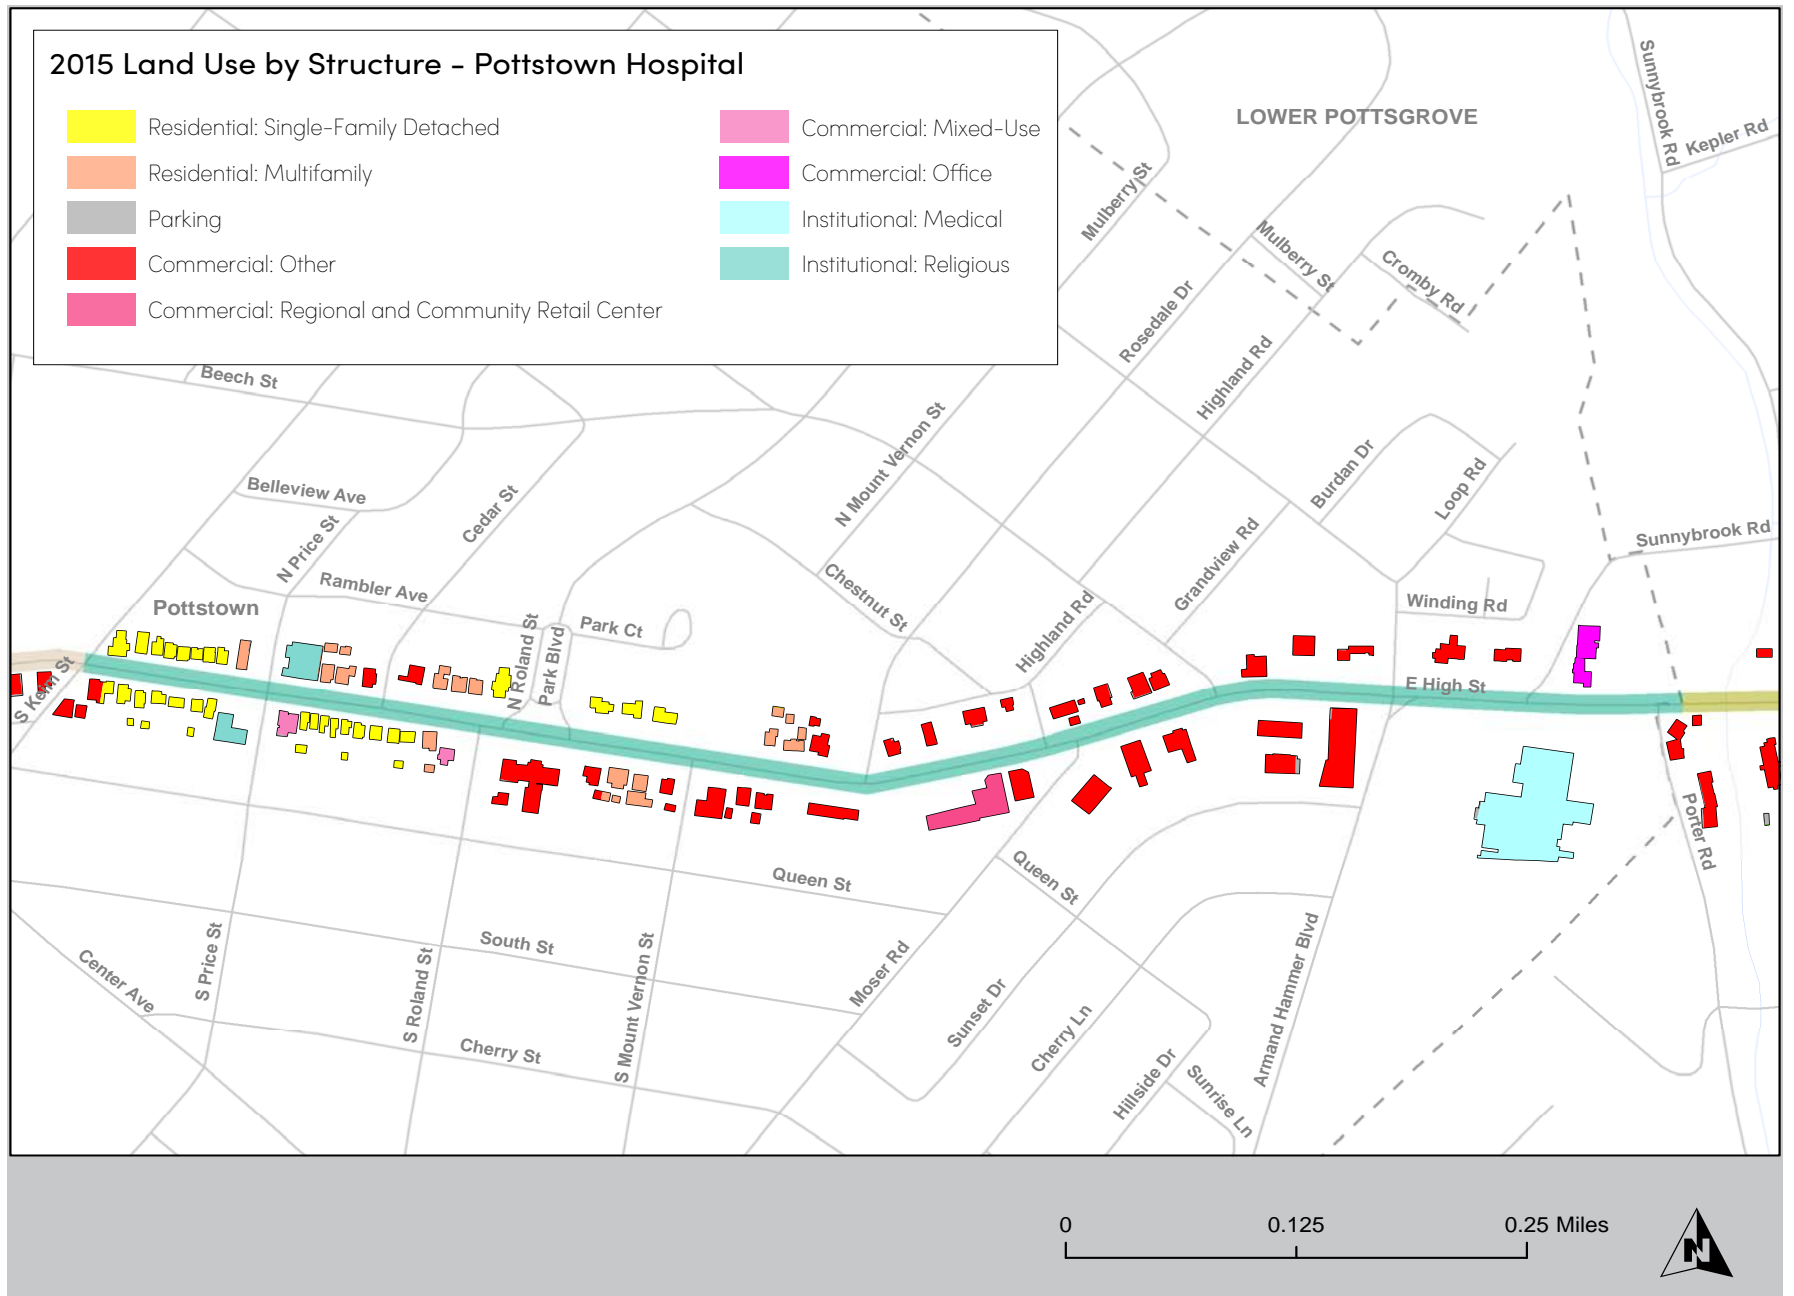 2015 Land Use by Structure - Pottstown Hospital
Residential: Single-Family Detached
Residential: Multifamily
Parking
Commercial: Other
Commercial: Regional and Community Retail Center
Commercial: Mixed-Use
Commercial: Office
Institutional: Medical
Institutional: Religious
LOWER POTTSGROVE
Sunnybrook Rd
Kepler Rd
Mulberry St
Mulberry St
Cromby Rd
Rosedale Dr
Highland Rd
Beech St
N Mount Vernon St
Burdan Dr
Loop Rd
Belleview Ave
Cedar St
N Price St
Sunnybrook Rd
Grandview Rd
Rambler Ave
Chestnut St
Pottstown
Winding Rd
Park Ct
Highland Rd
N Roland St
Park Blvd
S Keim St
E High St
Porter Rd
Queen St
Queen St
South St
S Price St
Center Ave
S Roland St
S Mount Vernon St
Moser Rd
Sunset Dr
Cherry Ln
Armand Hammer Blvd
Cherry St
Hillside Dr
Sunrise Ln
0
0.125
0.25 Miles
N